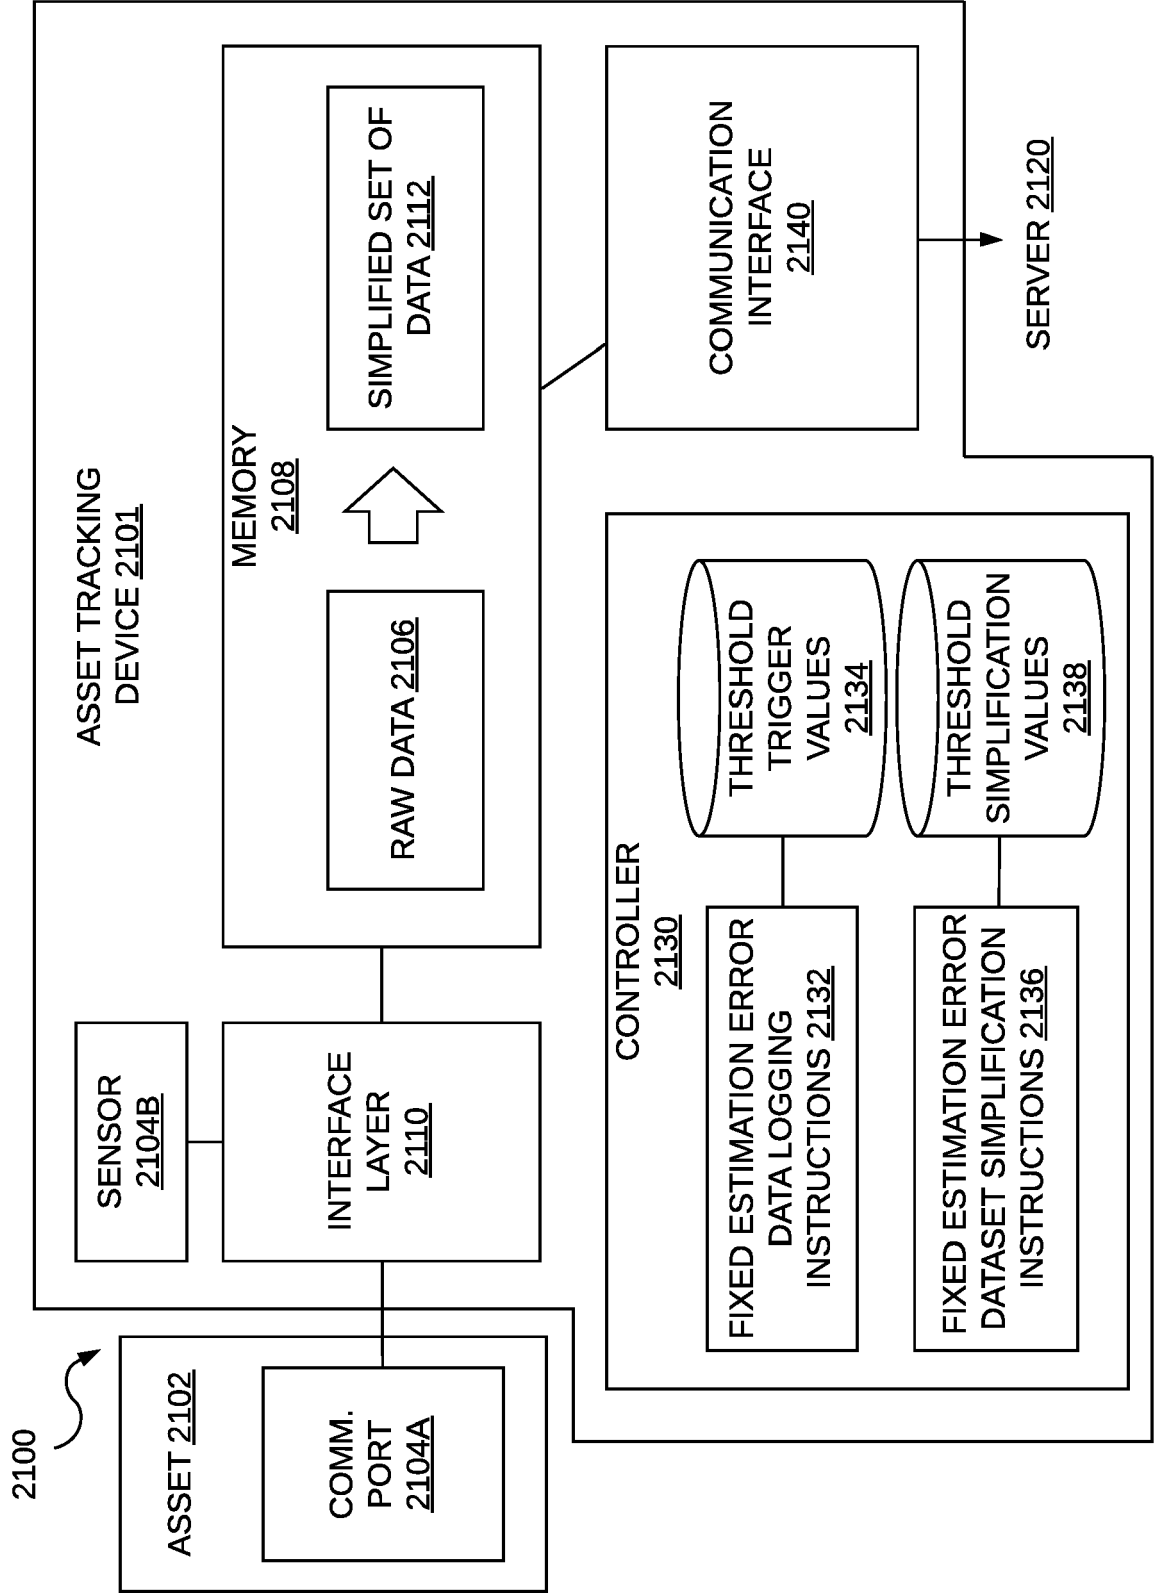 2100
ASSET 2102
COMM.
PORT
2104A
ASSET TRACKING
DEVICE 2101
SENSOR
2104B
INTERFACE
LAYER
2110
MEMORY
2108
RAW DATA 2106
SIMPLIFIED SET OF
DATA 2112
CONTROLLER
2130
FIXED ESTIMATION ERROR
DATA LOGGING
INSTRUCTIONS 2132
THRESHOLD
TRIGGER
VALUES
2134
FIXED ESTIMATION ERROR
DATASET SIMPLIFICATION
INSTRUCTIONS 2136
THRESHOLD
SIMPLIFICATION
VALUES
2138
COMMUNICATION
INTERFACE
2140
SERVER 2120